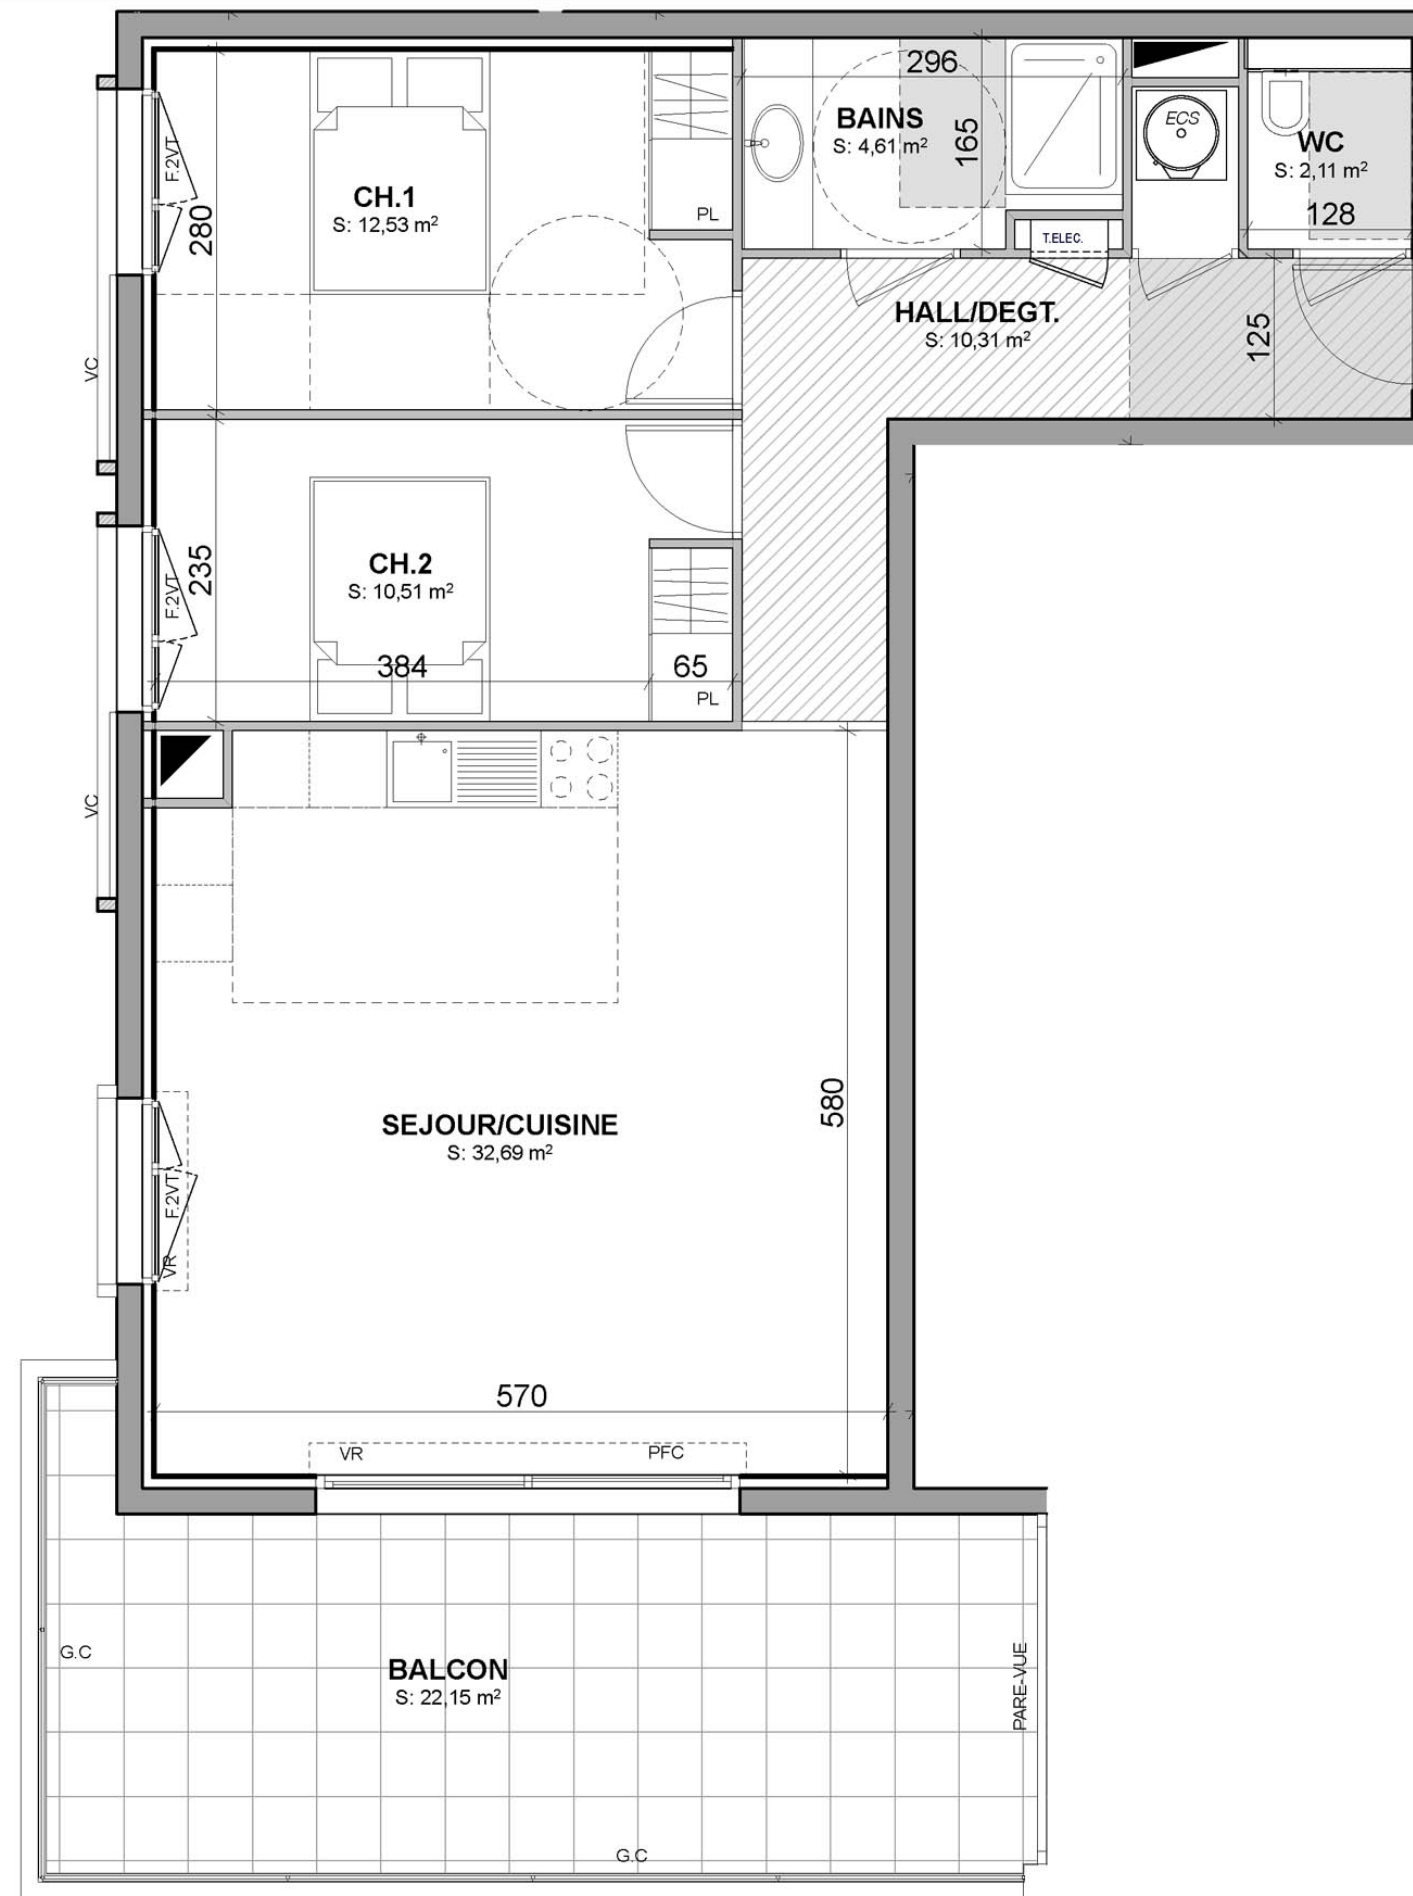 296
BAINS
S: 4,61 m²
165
ECS
WC
S: 2,11 m²
128
F.2VT
CH.1
S: 12,53 m²
280
PL
T.ELEC.
HALL/DEGT.
S: 10,31 m²
125
VC
F.2VT
235
CH.2
S: 10,51 m²
384
65
PL
VC
SEJOUR/CUISINE
S: 32,69 m²
580
F.2VT
VR
570
VR
PFC
G.C
BALCON
S: 22,15 m²
PARE-VUE
G.C